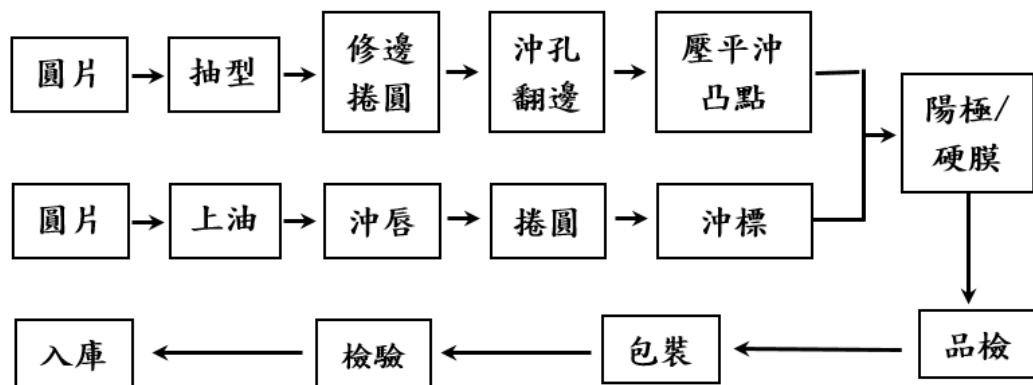 圓片
抽型
修邊
捲圓
沖孔
翻邊
壓平沖
凸點
陽極/
硬膜
圓片
上油
沖唇
捲圓
沖標
入庫
檢驗
包裝
品檢